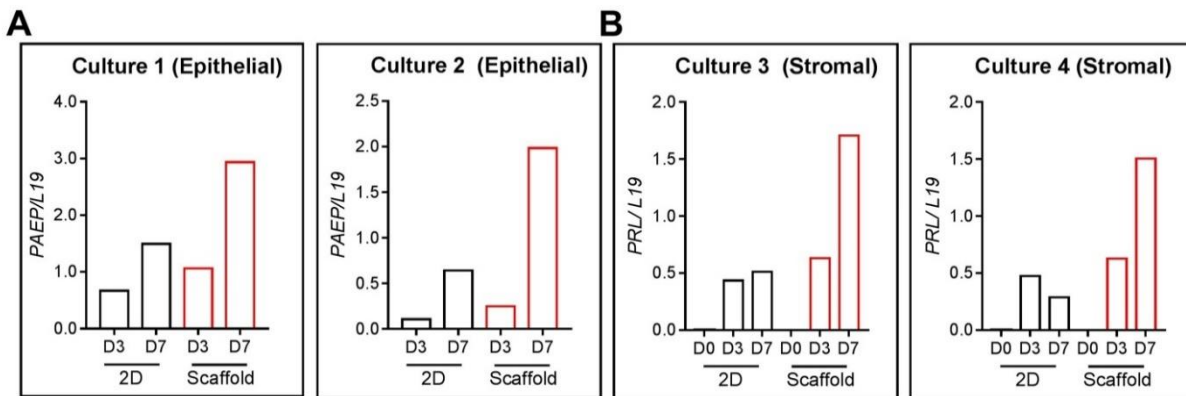 A
Culture 1 (Epithelial)
PAEP/L19
4.0
3.0
2.0
1.0
0.0
D3 D7 D3 D7
2D Scaffold
Culture 2 (Epithelial)
PAEP/L19
2.5
2.0
1.5
1.0
0.5
0.0
D3 D7 D3 D7
2D Scaffold
B
Culture 3 (Stromal)
PRL/ L19
2.0
1.5
1.0
0.5
0.0
D0 D3 D7 D0 D3 D7
2D Scaffold
Culture 4 (Stromal)
PRL/ L19
2.0
1.5
1.0
0.5
0.0
D0 D3 D7 D0 D3 D7
2D Scaffold